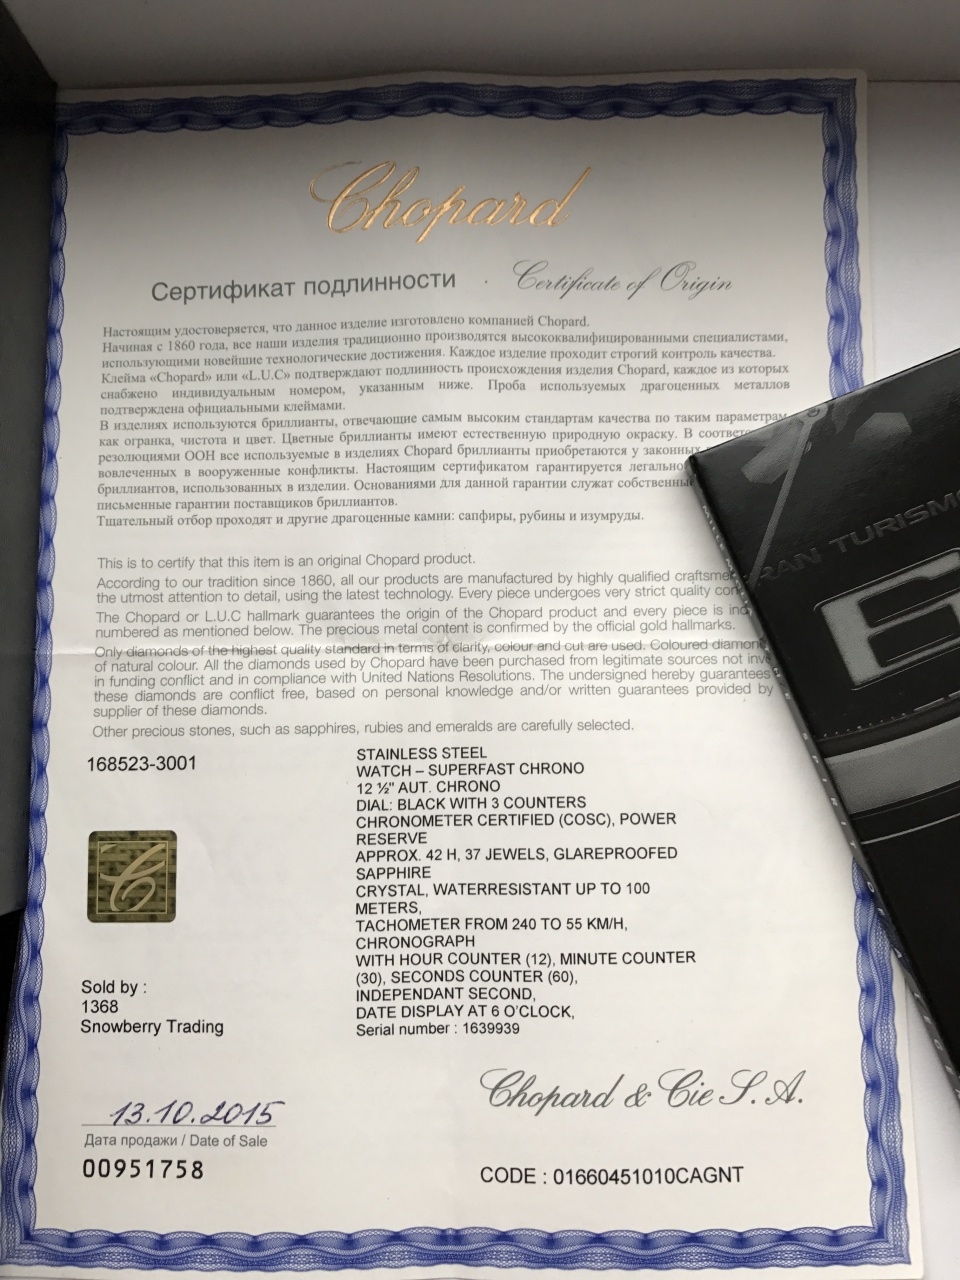 Chopard
Сертификат подлинности · Certificate of Origin
Настоящим удостоверяется, что данное изделие изготовлено компанией Chopard.
Начиная с 1860 года, все наши изделия традиционно производятся высококвалифицированными специалистами,
использующими новейшие технологические достижения. Каждое изделие проходит строгий контроль качества.
Клейма «Chopard» или «L.U.C» подтверждают подлинность происхождения изделия Chopard, каждое из которых
снабжено индивидуальным номером, указанным ниже. Проба используемых драгоценных металлов
подтверждена официальными клеймами.
В изделиях используются бриллианты, отвечающие самым высоким стандартам качества по таким параметрам,
как огранка, чистота и цвет. Цветные бриллианты имеют естественную природную окраску. В соответс
резолюциями ООН все используемые в изделиях Chopard бриллианты приобретаются у законных
вовлеченных в вооруженные конфликты. Настоящим сертификатом гарантируется легально
бриллиантов, использованных в изделии. Основаниями для данной гарантии служат собственны
письменные гарантии поставщиков бриллиантов.
Тщательный отбор проходят и другие драгоценные камни: сапфиры, рубины и изумруды.
This is to certify that this item is an original Chopard product.
According to our tradition since 1860, all our products are manufactured by highly qualified craftsme
the utmost attention to detail, using the latest technology. Every piece undergoes very strict quality con
The Chopard or L.U.C hallmark guarantees the origin of the Chopard product and every piece is ind
numbered as mentioned below. The precious metal content is confirmed by the official gold hallmarks.
Only diamonds of the highest quality standard in terms of clarity, colour and cut are used. Coloured diamond
of natural colour. All the diamonds used by Chopard have been purchased from legitimate sources not invo
in funding conflict and in compliance with United Nations Resolutions. The undersigned hereby guarantees
these diamonds are conflict free, based on personal knowledge and/or written guarantees provided by
supplier of these diamonds.
Other precious stones, such as sapphires, rubies and emeralds are carefully selected.
168523-3001
STAINLESS STEEL
WATCH – SUPERFAST CHRONO
12 ½" AUT. CHRONO
DIAL: BLACK WITH 3 COUNTERS
CHRONOMETER CERTIFIED (COSC), POWER
RESERVE
APPROX. 42 H, 37 JEWELS, GLAREPROOFED
SAPPHIRE
CRYSTAL, WATERRESISTANT UP TO 100
METERS,
TACHOMETER FROM 240 TO 55 KM/H,
CHRONOGRAPH
WITH HOUR COUNTER (12), MINUTE COUNTER
(30), SECONDS COUNTER (60),
INDEPENDANT SECOND,
DATE DISPLAY AT 6 O'CLOCK,
Serial number : 1639939
Sold by :
1368
Snowberry Trading
Chopard & Cie S.A.
13.10.2015
Дата продажи / Date of Sale
00951758
CODE : 01660451010CAGNT
RAN TURISMO